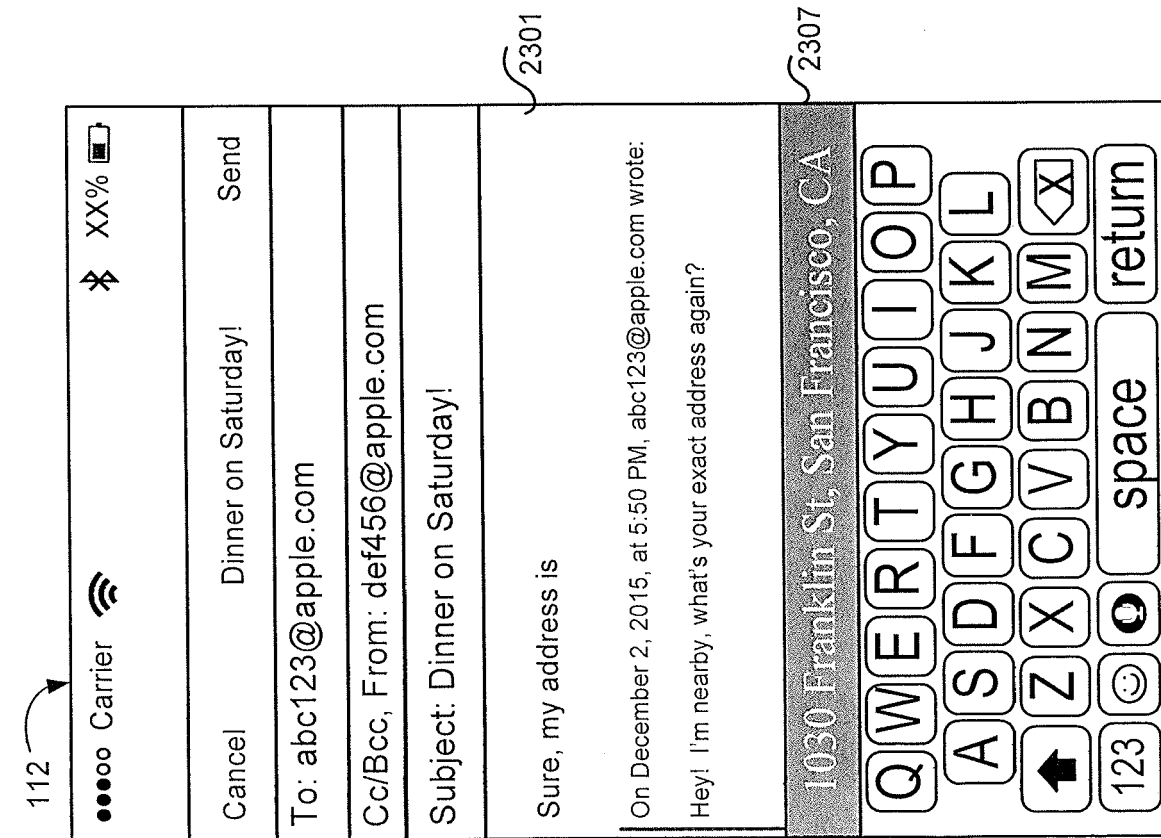 112
Carrier XX%
Cancel Dinner on Saturday! Send
To: abc123@apple.com
Cc/Bcc, From: def456@apple.com
Subject: Dinner on Saturday!
2301
Sure, my address is
On December 2, 2015, at 5:50 PM, abc123@apple.com wrote:
Hey! I'm nearby, what's your exact address again?
2307
1030 Franklin St, San Francisco, CA
Q W E R T Y U I O P
A S D F G H J K L
Z X C V B N M X
123 space return